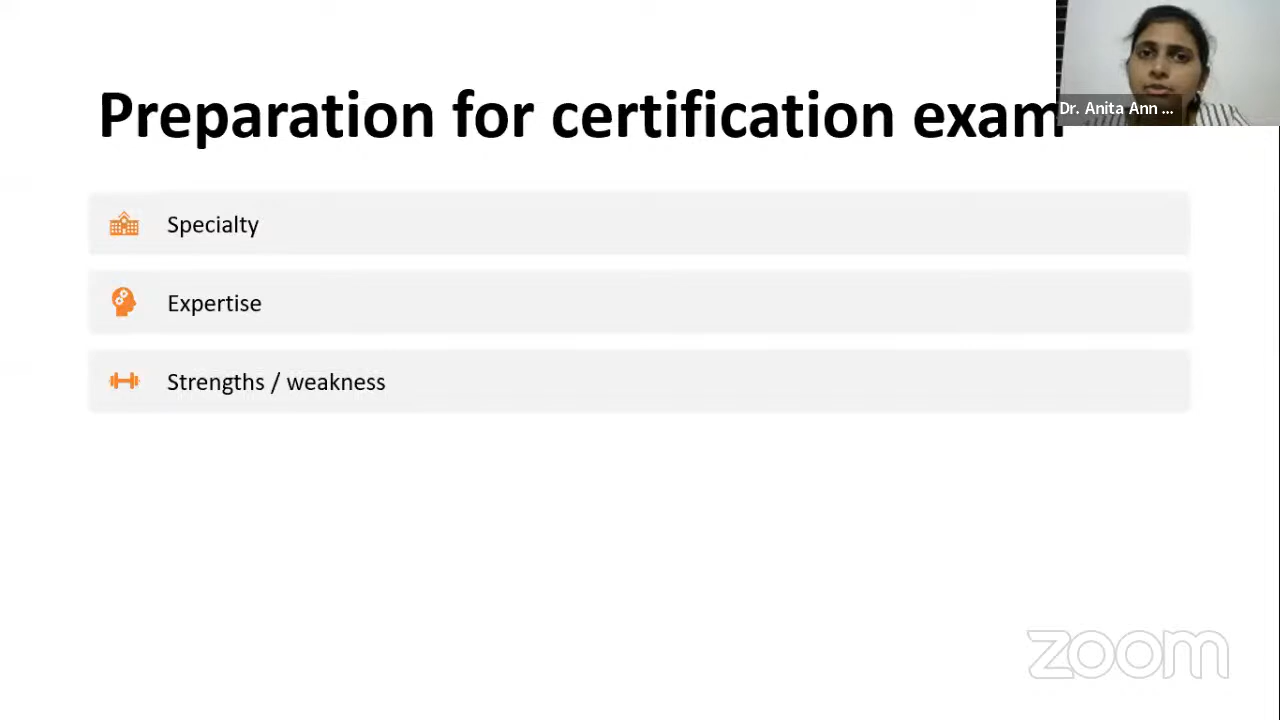 Preparation for certification exam
Dr. Anita Ann ...
Specialty
Expertise
Strengths / weakness
zoom